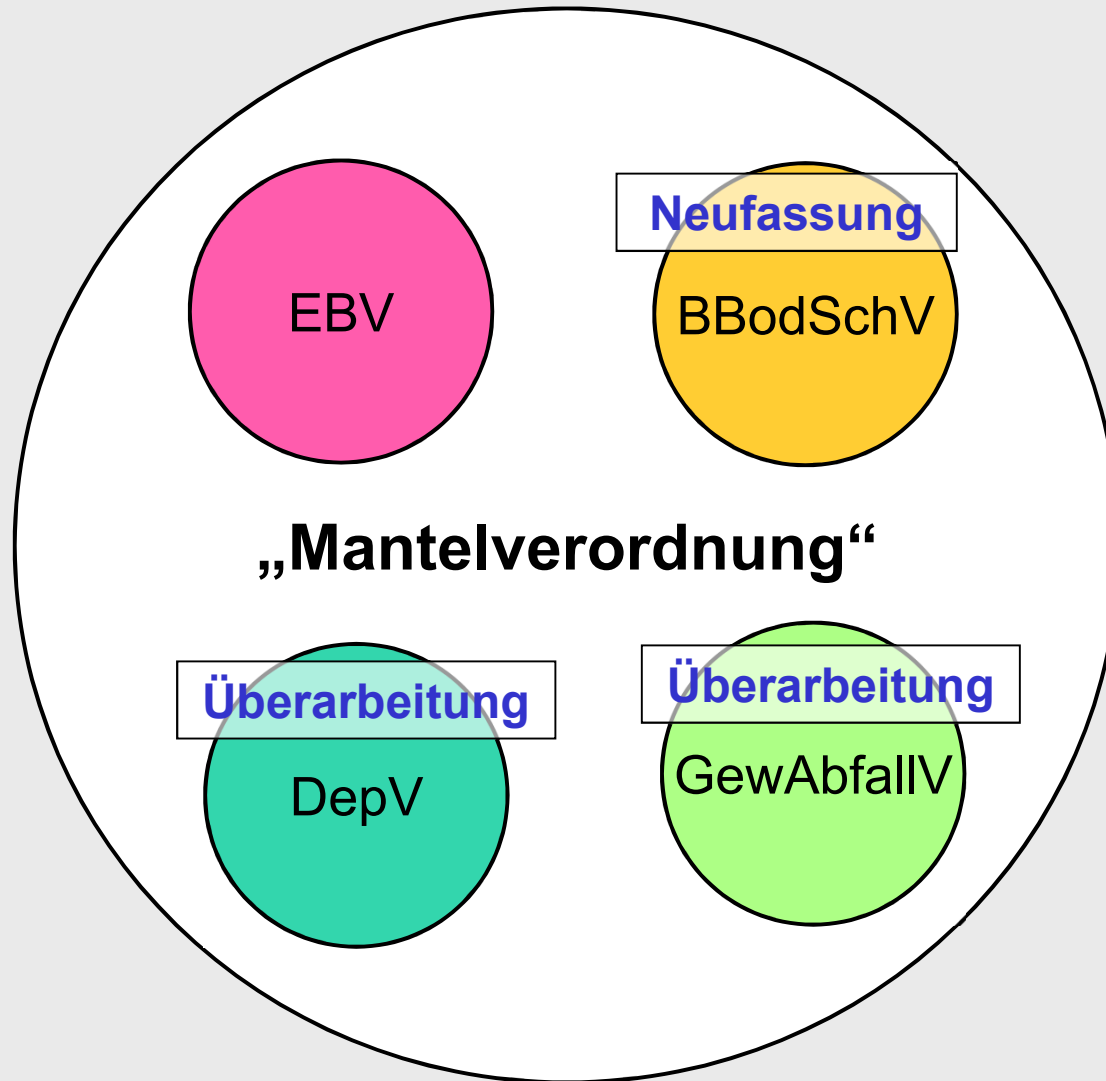 EBV
Neufassung
BBodSchV
„Mantelverordnung“
Überarbeitung
DepV
Überarbeitung
GewAbfallV